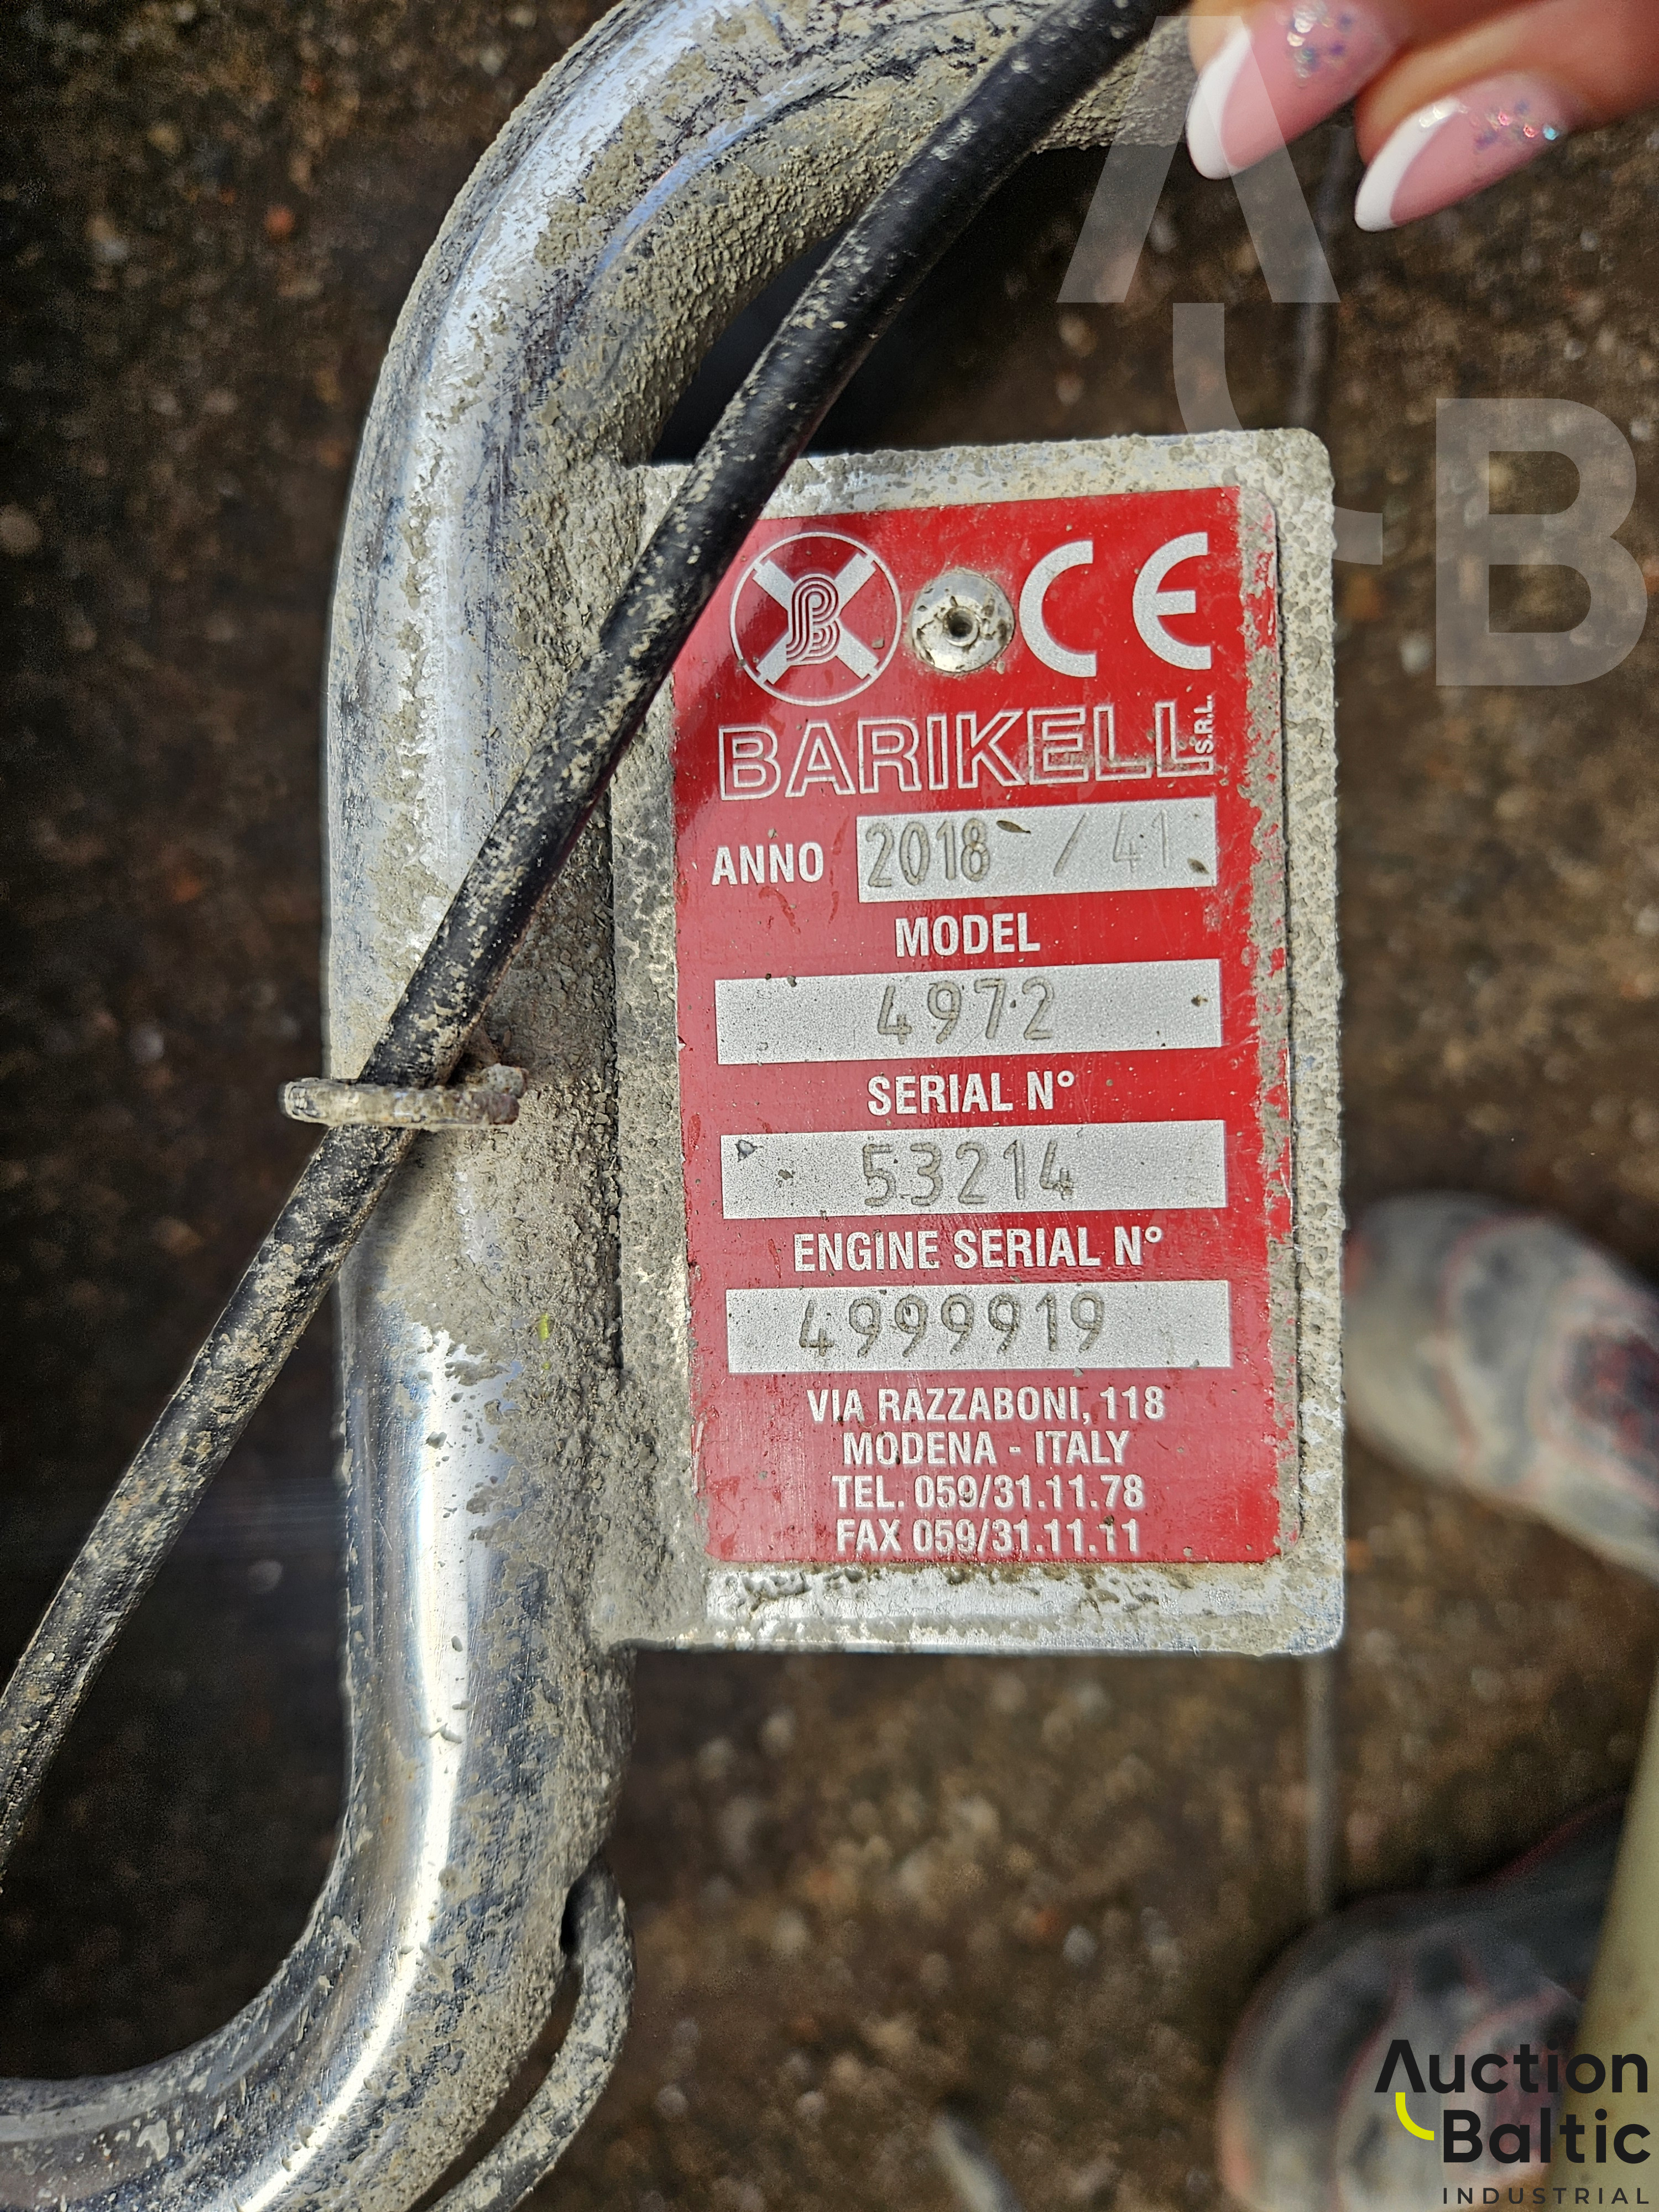 A
B
CE
BARIKELL S.R.L.
ANNO 2018 / 41
MODEL
4972
SERIAL N°
53214
ENGINE SERIAL N°
4999919
VIA RAZZABONI, 118
MODENA - ITALY
TEL. 059/31.11.78
FAX 059/31.11.11
Auction
Baltic
INDUSTRIAL